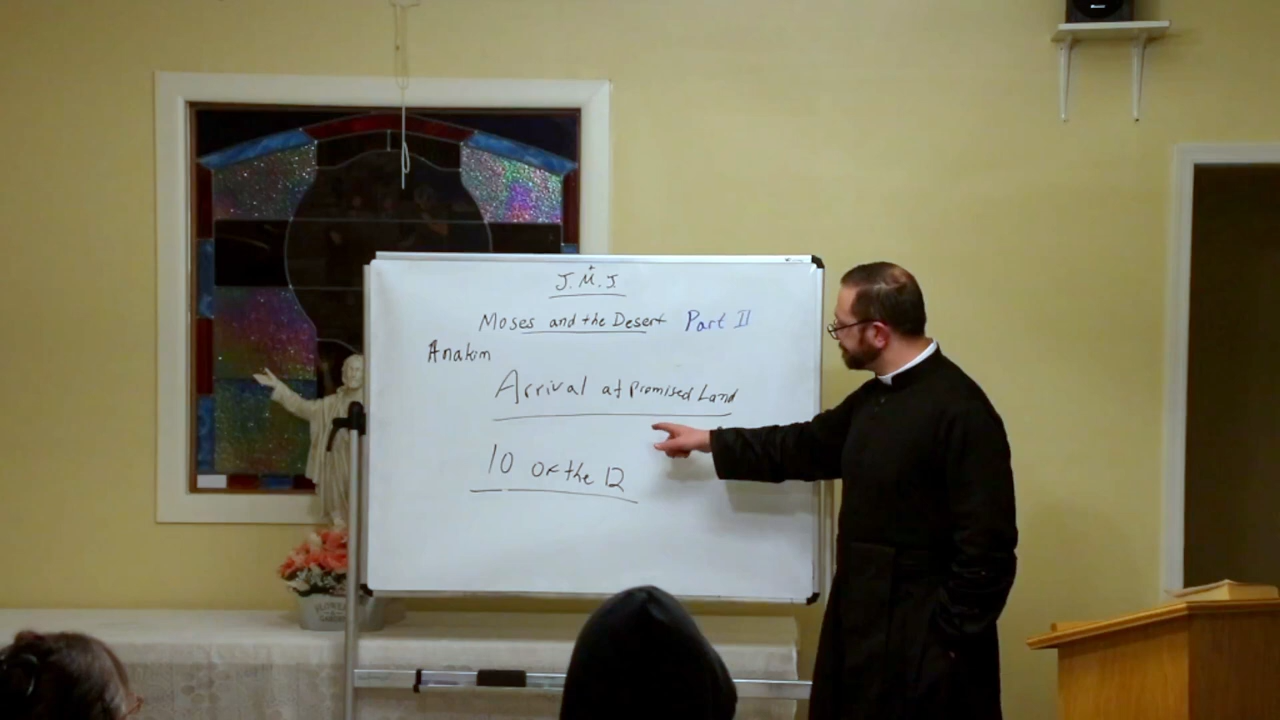 J.M.J.
Moses and the Desert Part II
Anakim
Arrival at Promised Land
10 of the 12